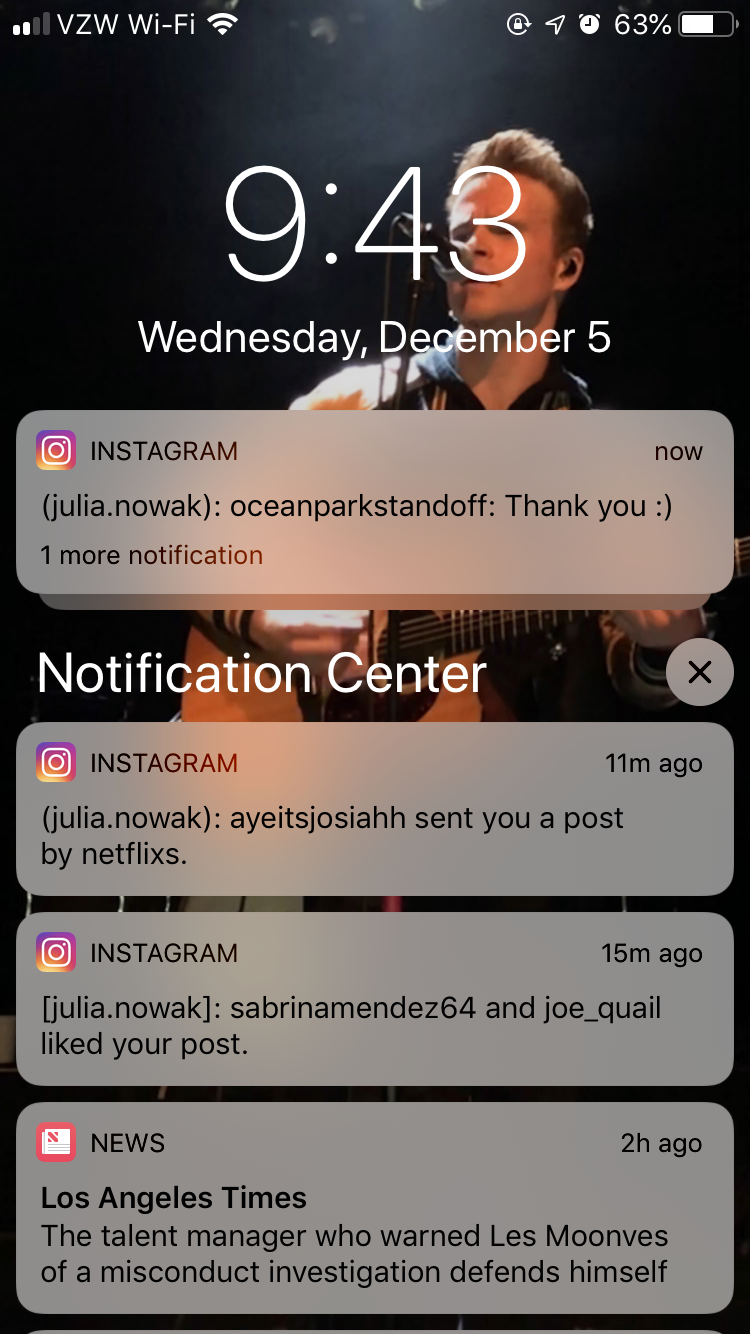 VZW Wi-Fi 63%
9:43
Wednesday, December 5
INSTAGRAM now
(julia.nowak): oceanparkstandoff: Thank you :)
1 more notification
Notification Center
INSTAGRAM 11m ago
(julia.nowak): ayeitsjosiahh sent you a post
by netflixs.
INSTAGRAM 15m ago
[julia.nowak]: sabrinamendez64 and joe_quail
liked your post.
NEWS 2h ago
Los Angeles Times
The talent manager who warned Les Moonves
of a misconduct investigation defends himself